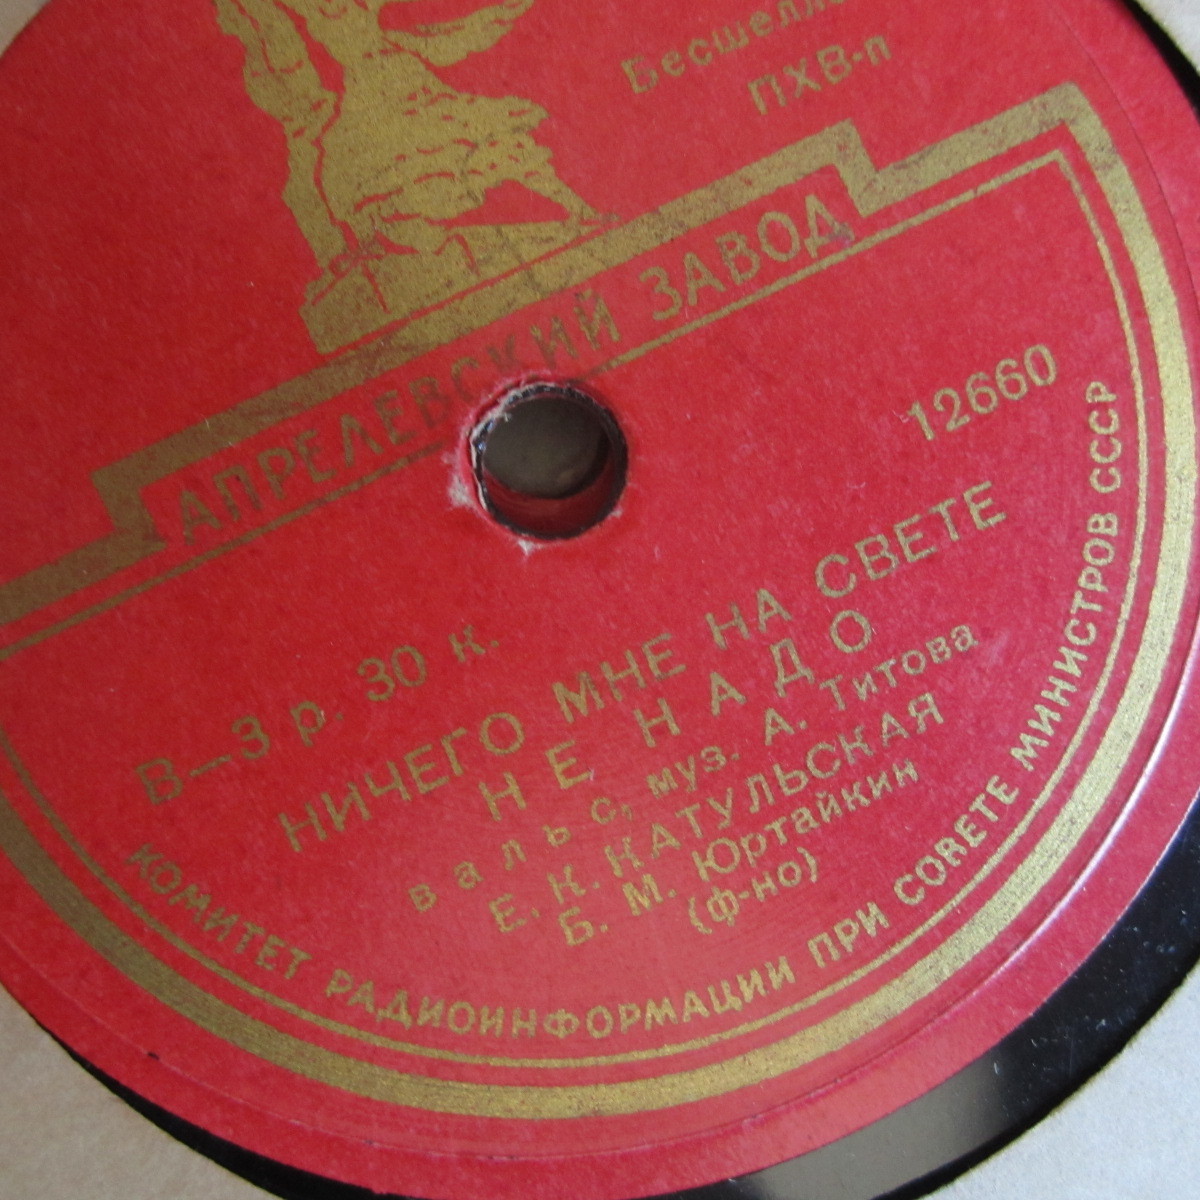 ПХВ-п
АПРЕЛЕВСКИЙ ЗАВОД
12660
В—3 р. 30 к.
НИЧЕГО МНЕ НА СВЕТЕ
НЕ НАДО
вальс, муз. А. Титова
Е. К. КАТУЛЬСКАЯ
Б. М. Юртайкин
(ф-но)
КОМИТЕТ РАДИОИНФОРМАЦИИ ПРИ СОВЕТЕ МИНИСТРОВ СССР